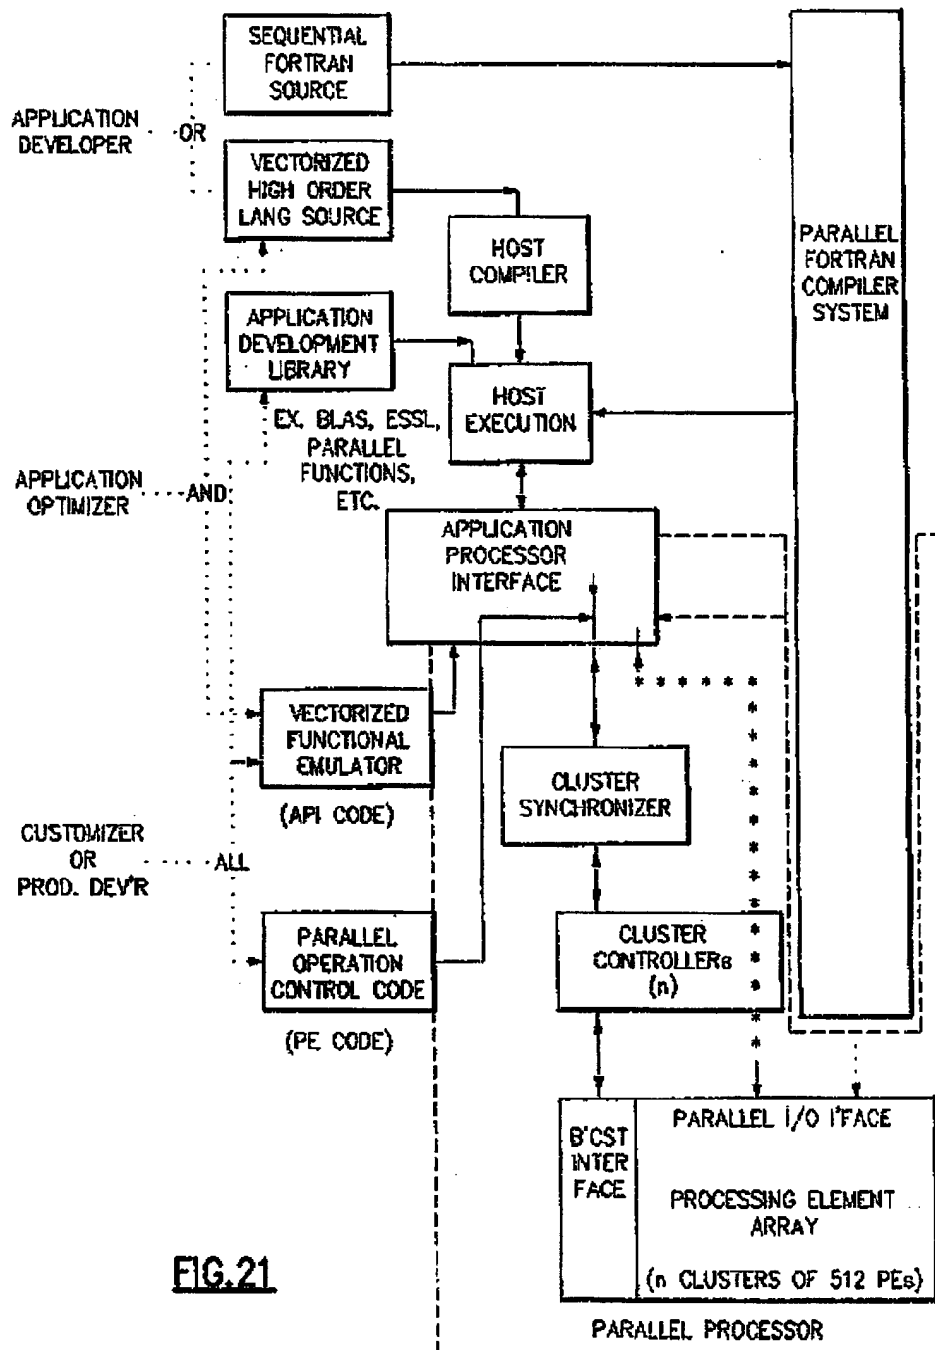 SEQUENTIAL
FORTRAN
SOURCE
APPLICATION
DEVELOPER
OR
VECTORIZED
HIGH ORDER
LANG SOURCE
HOST
COMPILER
PARALLEL
FORTRAN
COMPILER
SYSTEM
APPLICATION
DEVELOPMENT
LIBRARY
HOST
EXECUTION
EX. BLAS, ESSL,
PARALLEL
FUNCTIONS,
ETC.
APPLICATION
OPTIMIZER
AND
APPLICATION
PROCESSOR
INTERFACE
VECTORIZED
FUNCTIONAL
EMULATOR
(API CODE)
CLUSTER
SYNCHRONIZER
CUSTOMIZER
OR
PROD. DEV'R
ALL
PARALLEL
OPERATION
CONTROL CODE
(PE CODE)
CLUSTER
CONTROLLERs
(n)
B'CST
INTER
FACE
PARALLEL I/O I'FACE
PROCESSING ELEMENT
ARRAY
(n CLUSTERS OF 512 PEs)
FIG.21
PARALLEL PROCESSOR